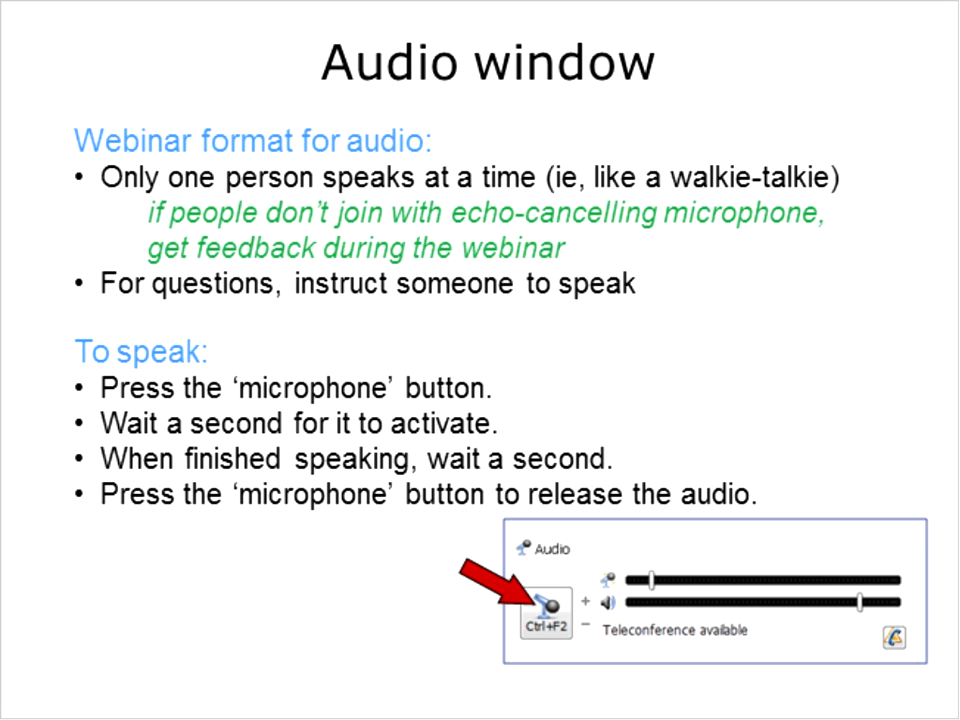 Audio window
Webinar format for audio:
• Only one person speaks at a time (ie, like a walkie-talkie)
if people don't join with echo-cancelling microphone,
get feedback during the webinar
• For questions, instruct someone to speak
To speak:
• Press the ‘microphone’ button.
• Wait a second for it to activate.
• When finished speaking, wait a second.
• Press the ‘microphone’ button to release the audio.
Audio
Ctrl+F2
+
−
Teleconference available